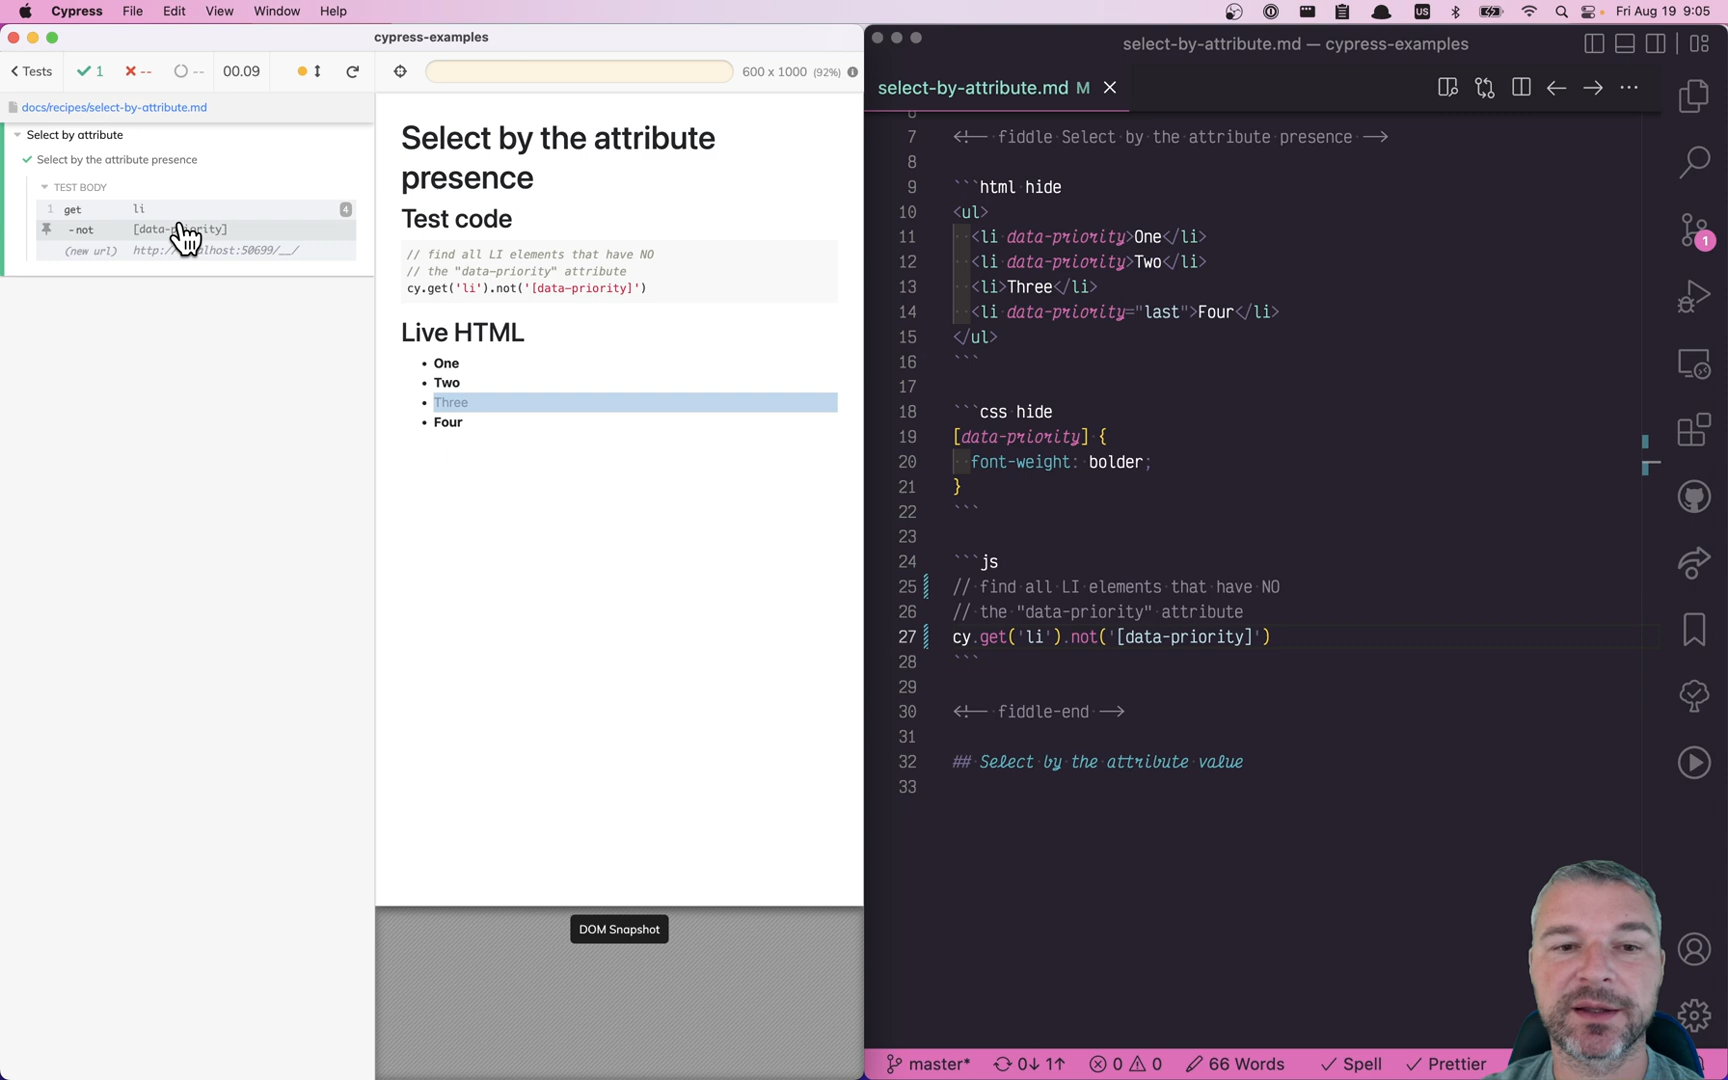 Cypress File Edit View Window Help
US Fri Aug 19 9:05
cypress-examples
Tests 1 -- -- 00.09
600 x 1000 (92%)
docs/recipes/select-by-attribute.md
Select by attribute
Select by the attribute presence
TEST BODY
1 get li 4
-not
(new url)
Select by the attribute
presence
Test code
// find all LI elements that have NO
// the "data-priority" attribute
cy.get('li').not('[data-priority]')
Live HTML
• One
• Two
• Three
• Four
DOM Snapshot
select-by-attribute.md — cypress-examples
select-by-attribute.md M
7 <!-- fiddle Select by the attribute presence -->
8
9 ```html hide
10 <ul>
11 <li data-priority>One</li>
12 <li data-priority>Two</li>
13 <li>Three</li>
14 <li data-priority="last">Four</li>
15 </ul>
16 ```
17
18 ```css hide
19 [data-priority] {
20 font-weight: bolder;
21 }
22 ```
23
24 ```js
25 // find all LI elements that have NO
26 // the "data-priority" attribute
27 cy.get('li').not('[data-priority]')
28 ```
29
30 <!-- fiddle-end -->
31
32 ## Select by the attribute value
33
1
master* 0↓ 1↑ 0 0 66 Words Spell Prettier